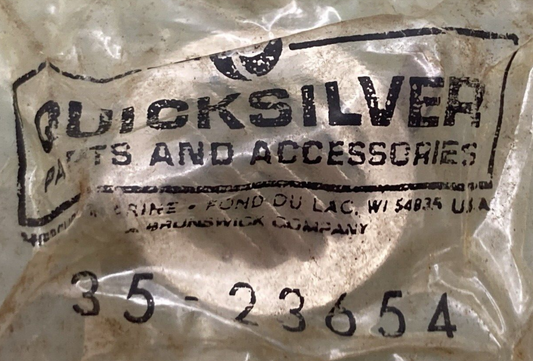 QUICKSILVER
PARTS AND ACCESSORIES
MARINE - FOND DU LAC, WI 54935 U.S.A
A BRUNSWICK COMPANY
35-23654